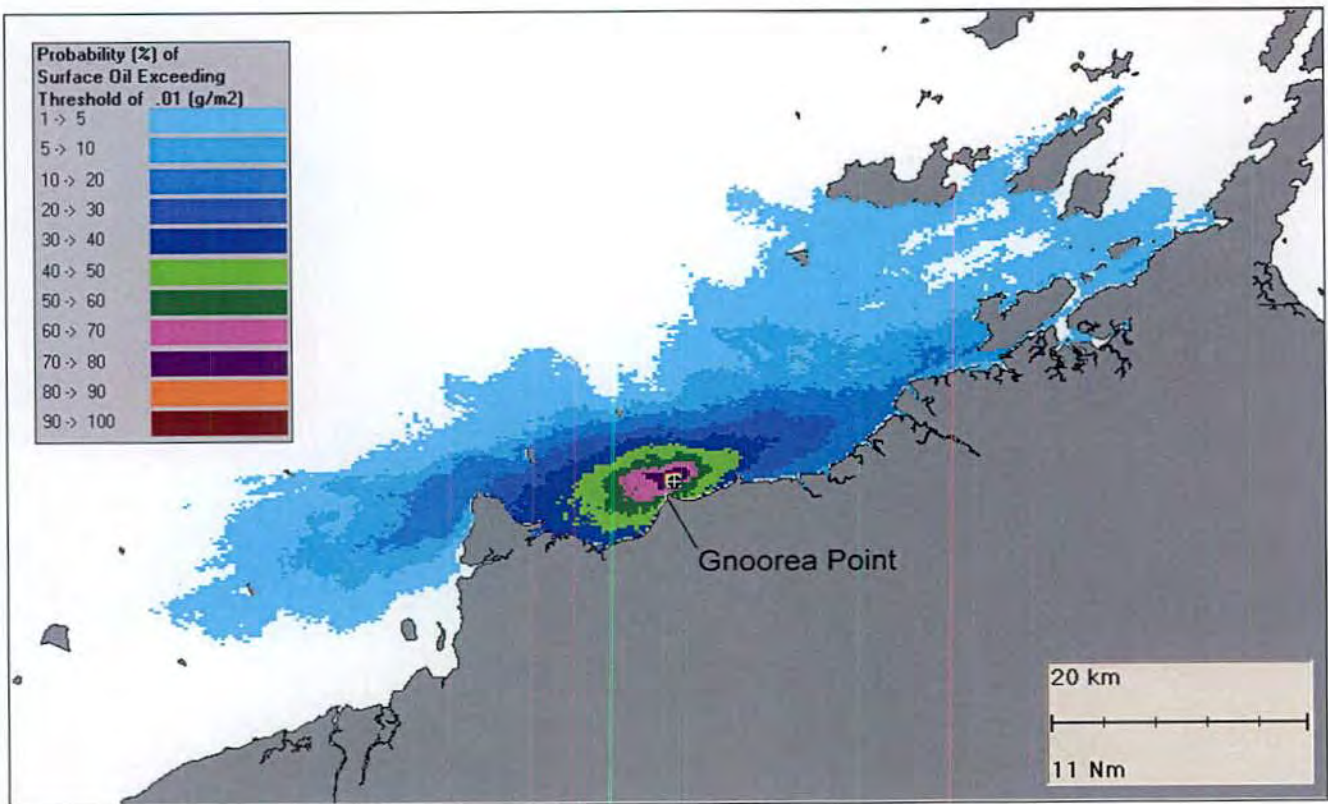 Probability (%) of
Surface Oil Exceeding
Threshold of .01 (g/m2)
1 -> 5
5 -> 10
10 -> 20
20 -> 30
30 -> 40
40 -> 50
50 -> 60
60 -> 70
70 -> 80
80 -> 90
90 -> 100
Gnoorea Point
20 km
11 Nm